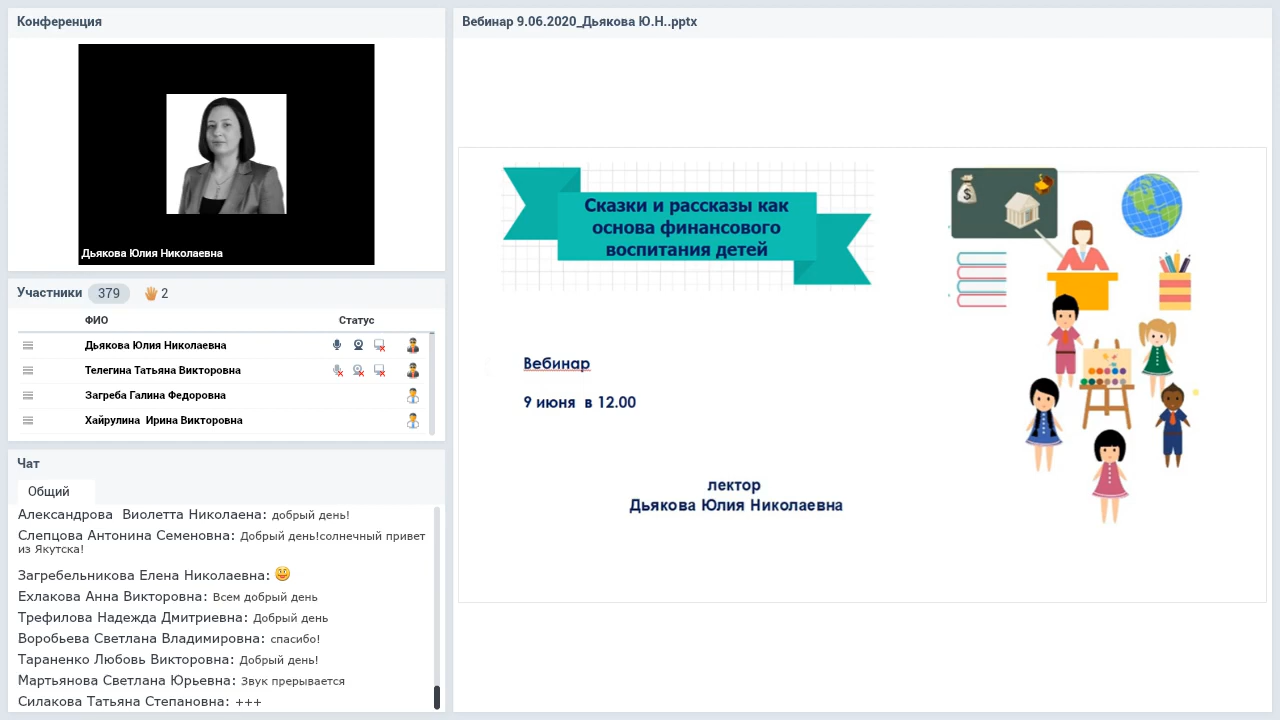 Конференция
Дьякова Юлия Николаевна
Участники 379 2
ФИО Статус
Дьякова Юлия Николаевна
Телегина Татьяна Викторовна
Загреба Галина Федоровна
Хайрулина Ирина Викторовна
Чат
Общий
Александрова Виолетта Николаена: добрый день!
Слепцова Антонина Семеновна: Добрый день!солнечный привет
из Якутска!
Загребельникова Елена Николаевна:
Ехлакова Анна Викторовна: Всем добрый день
Трефилова Надежда Дмитриевна: Добрый день
Воробьева Светлана Владимировна: спасибо!
Тараненко Любовь Викторовна: Добрый день!
Мартьянова Светлана Юрьевна: Звук прерывается
Силакова Татьяна Степановна: +++
Вебинар 9.06.2020_Дьякова Ю.Н..pptx
Сказки и рассказы как
основа финансового
воспитания детей
$
Вебинар
9 июня в 12.00
лектор
Дьякова Юлия Николаевна